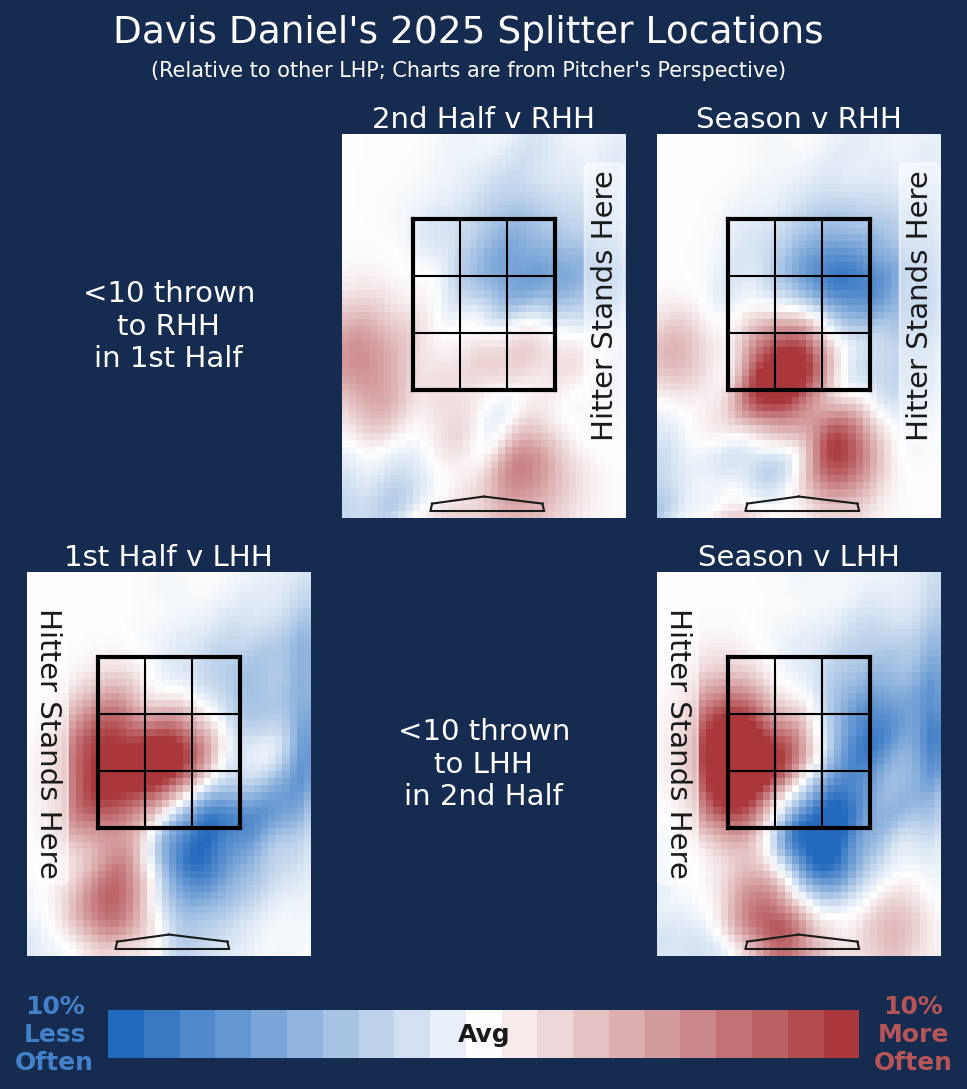 Davis Daniel's 2025 Splitter Locations
(Relative to other LHP; Charts are from Pitcher's Perspective)
2nd Half v RHH
Season v RHH
<10 thrown
to RHH
in 1st Half
Hitter Stands Here
Hitter Stands Here
1st Half v LHH
Season v LHH
Hitter Stands Here
<10 thrown
to LHH
in 2nd Half
Hitter Stands Here
10%
Less
Often
Avg
10%
More
Often